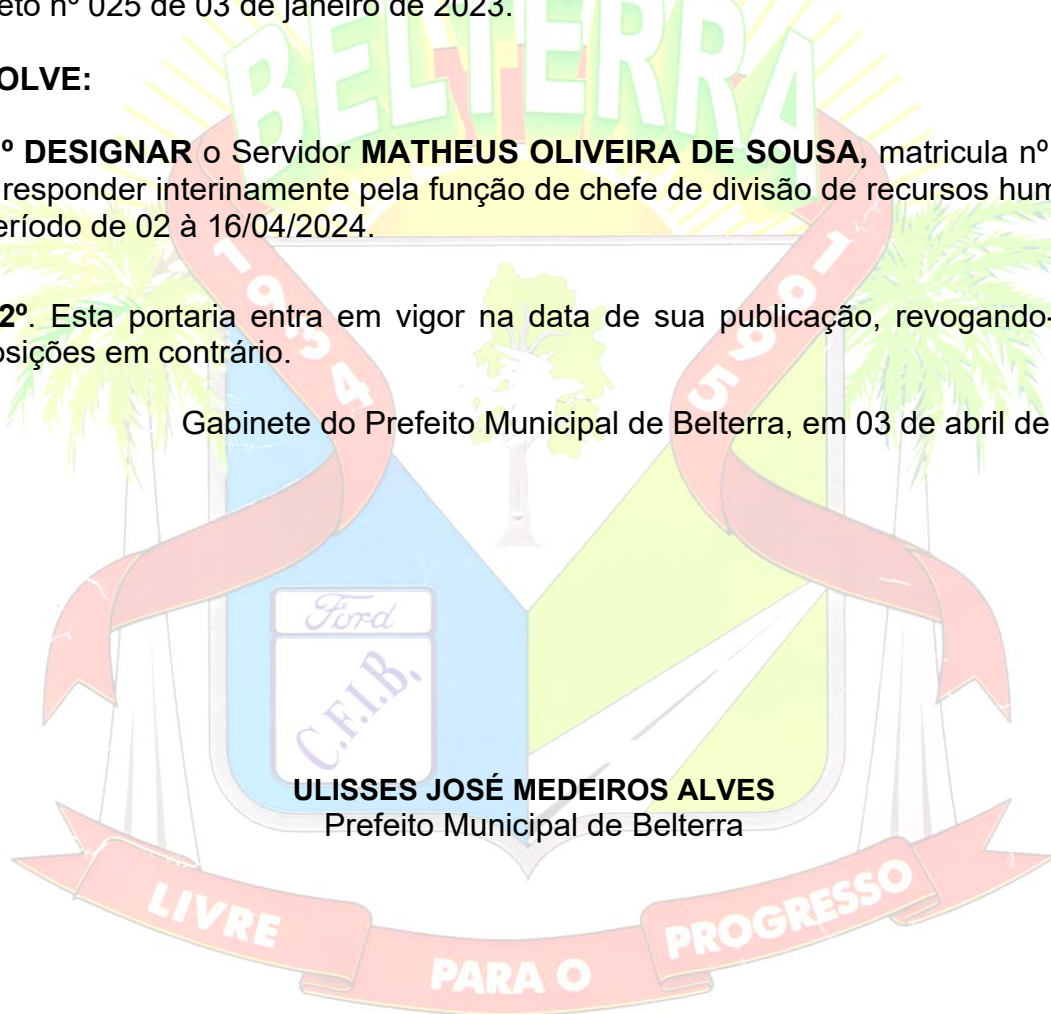 eto nº 025 de 03 de janeiro de 2023.
BELTERRA
OLVE:
º DESIGNAR o Servidor MATHEUS OLIVEIRA DE SOUSA, matricula nº
responder interinamente pela função de chefe de divisão de recursos hum
eríodo de 02 à 16/04/2024.
1934
1995
2º. Esta portaria entra em vigor na data de sua publicação, revogando-
osições em contrário.
Gabinete do Prefeito Municipal de Belterra, em 03 de abril de
Ford
C.F.I.B.
ULISSES JOSÉ MEDEIROS ALVES
Prefeito Municipal de Belterra
LIVRE PARA O PROGRESSO